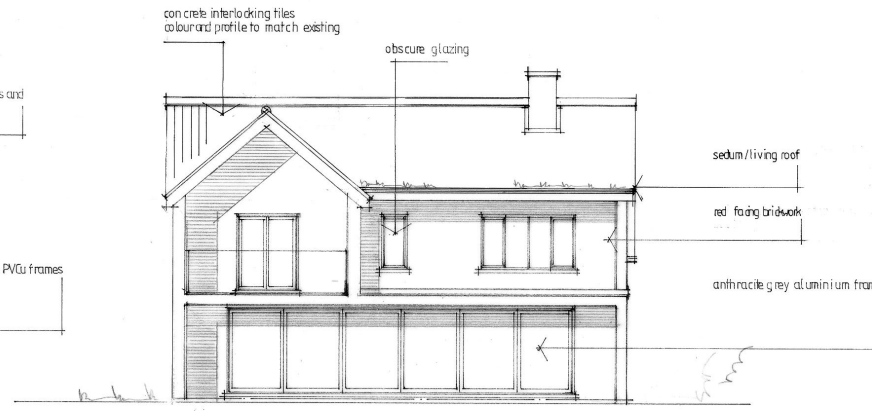 concrete interlocking tiles
colour and profile to match existing
obscure glazing
s and
sedum/living roof
red facing brickwork
PVCu frames
anthracite grey aluminium fram